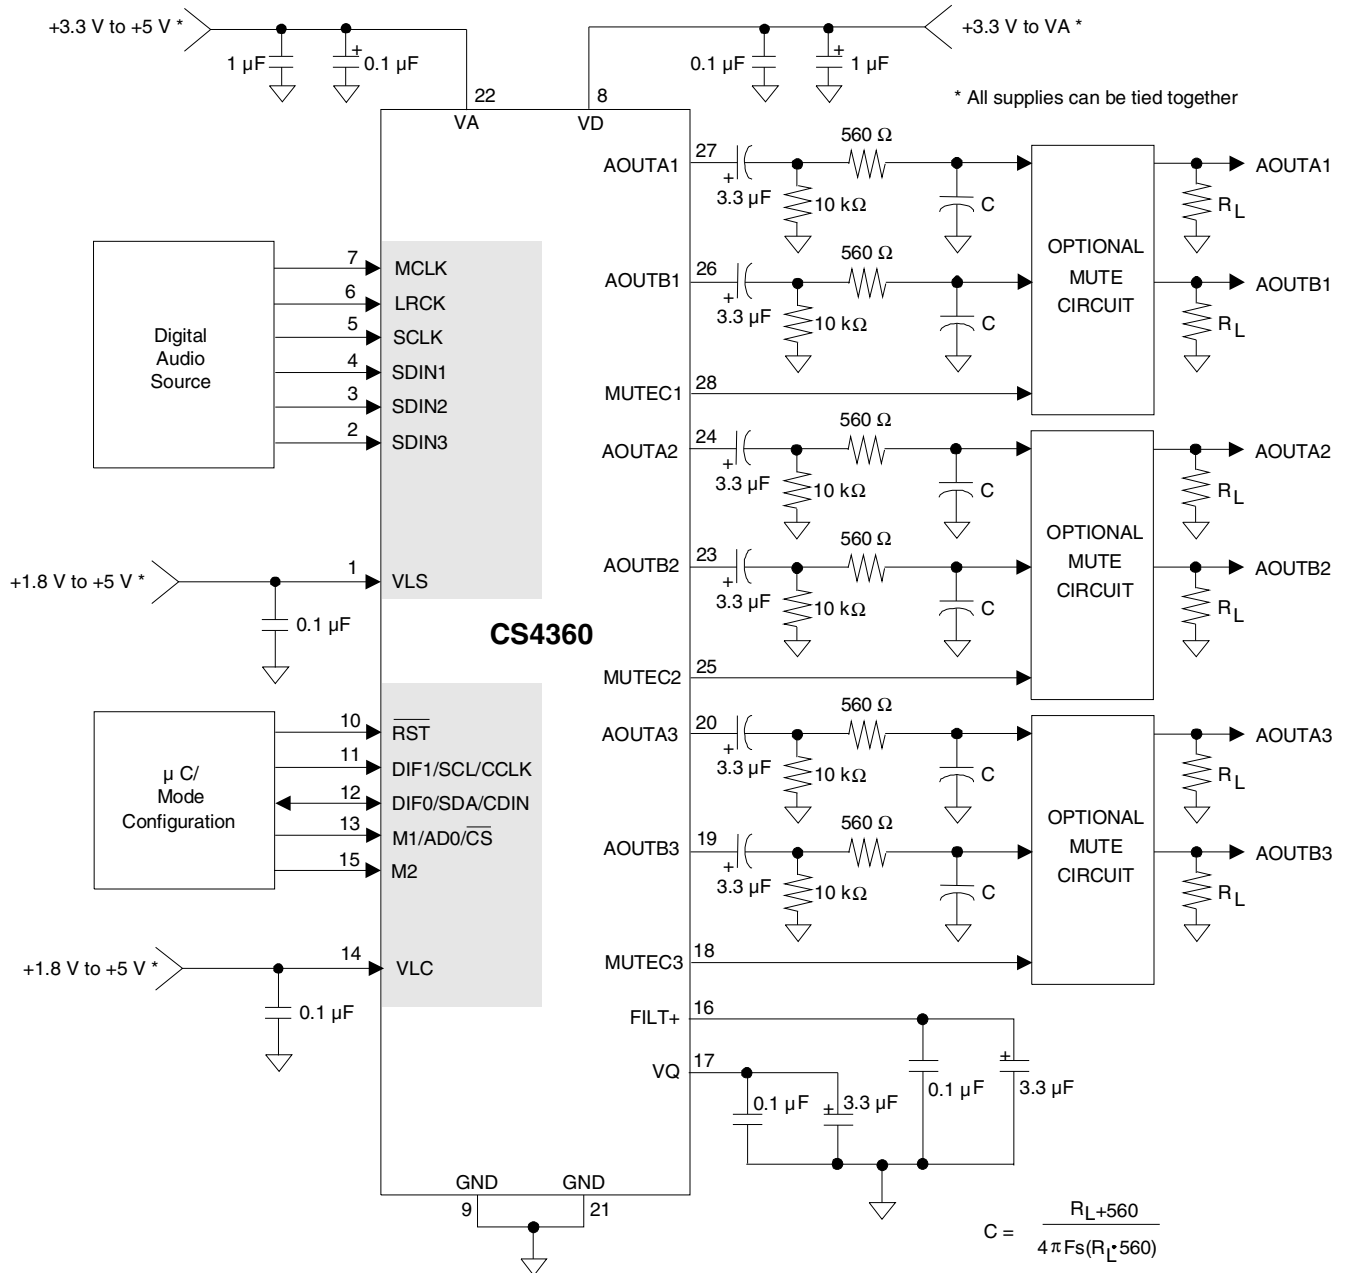 +3.3 V to +5 V *
+3.3 V to VA *
1 µF
+
0.1 µF
0.1 µF
+
1 µF
* All supplies can be tied together
22
8
VA
VD
AOUTA1
27
+
3.3 µF
560 Ω
10 kΩ
C
AOUTA1
RL
AOUTB1
26
+
3.3 µF
560 Ω
10 kΩ
C
OPTIONAL
MUTE
CIRCUIT
AOUTB1
RL
MUTEC1
28
Digital
Audio
Source
7
MCLK
6
LRCK
5
SCLK
4
SDIN1
3
SDIN2
2
SDIN3
AOUTA2
24
+
3.3 µF
560 Ω
10 kΩ
C
AOUTA2
RL
AOUTB2
23
+
3.3 µF
560 Ω
10 kΩ
C
OPTIONAL
MUTE
CIRCUIT
AOUTB2
RL
MUTEC2
25
+1.8 V to +5 V *
0.1 µF
1
VLS
CS4360
µ C/
Mode
Configuration
10
RST
11
DIF1/SCL/CCLK
12
DIF0/SDA/CDIN
13
M1/AD0/CS
15
M2
AOUTA3
20
+
3.3 µF
560 Ω
10 kΩ
C
AOUTA3
RL
AOUTB3
19
+
3.3 µF
560 Ω
10 kΩ
C
OPTIONAL
MUTE
CIRCUIT
AOUTB3
RL
MUTEC3
18
+1.8 V to +5 V *
0.1 µF
14
VLC
FILT+
16
0.1 µF
+
3.3 µF
VQ
17
0.1 µF
+
3.3 µF
GND
GND
9
21
C = RL+560
4πFs(RL•560)